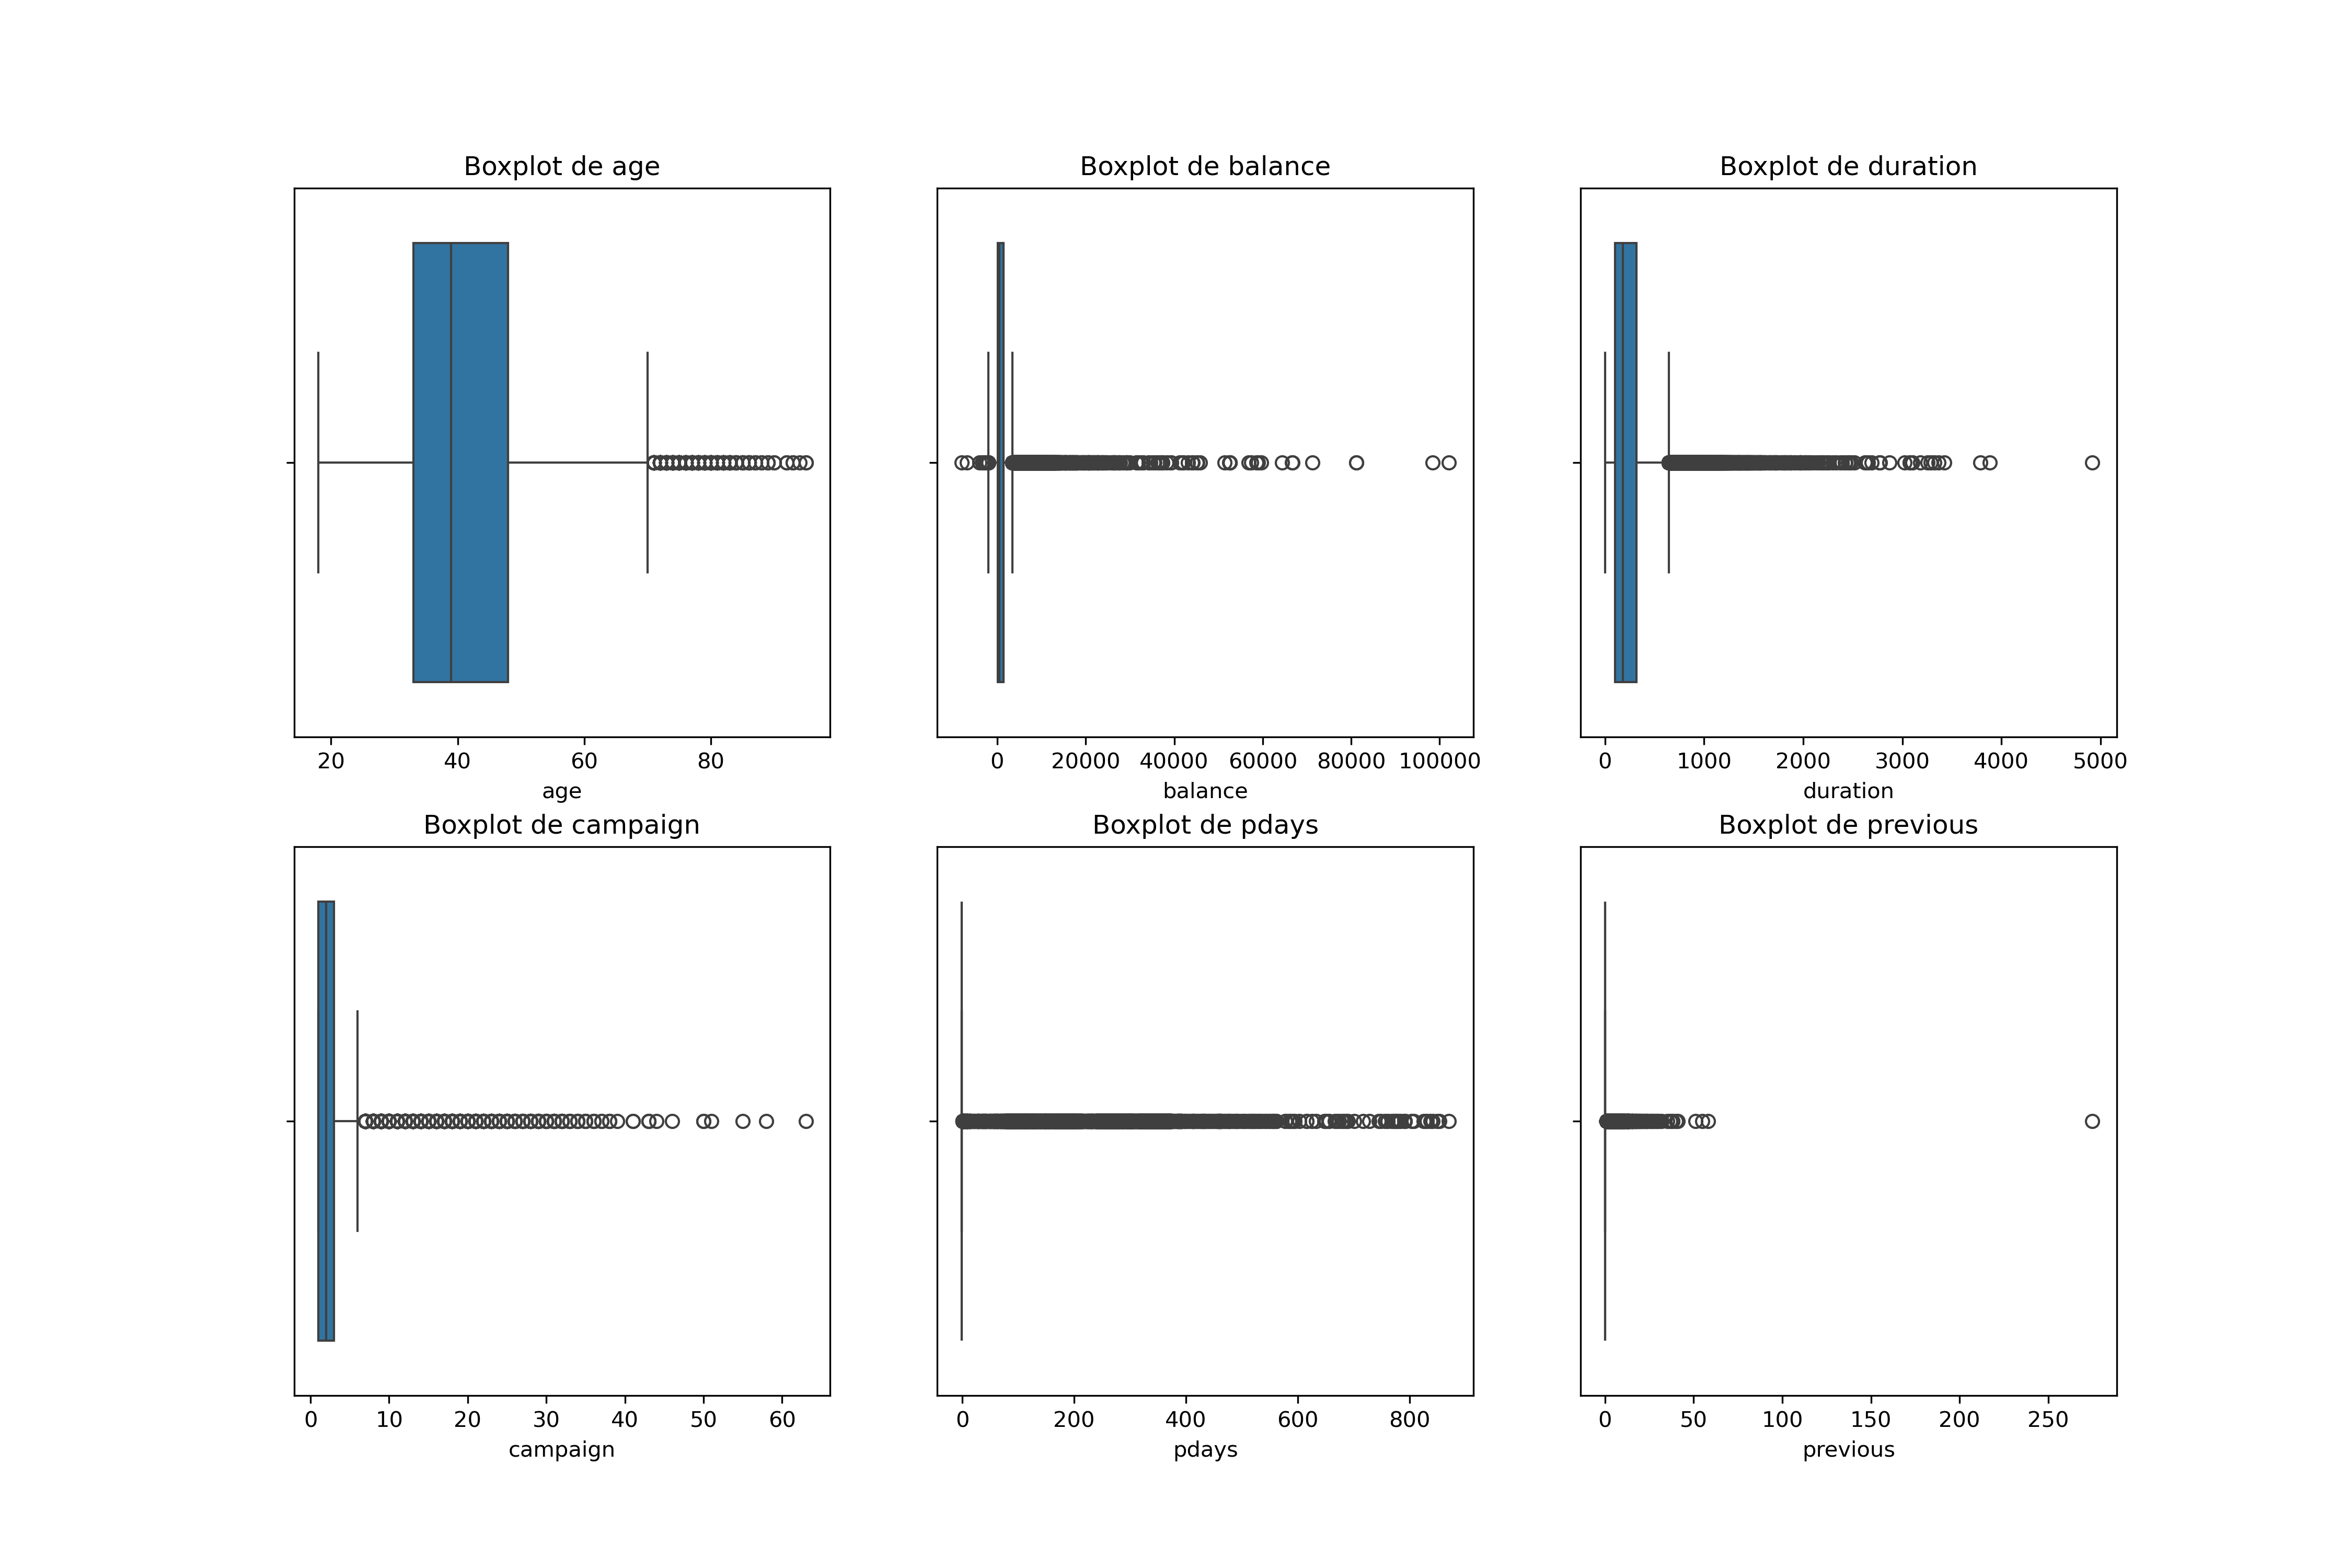 Boxplot de age
20 40 60 80
age
Boxplot de balance
0 20000 40000 60000 80000 100000
balance
Boxplot de duration
0 1000 2000 3000 4000 5000
duration
Boxplot de campaign
0 10 20 30 40 50 60
campaign
Boxplot de pdays
0 200 400 600 800
pdays
Boxplot de previous
0 50 100 150 200 250
previous